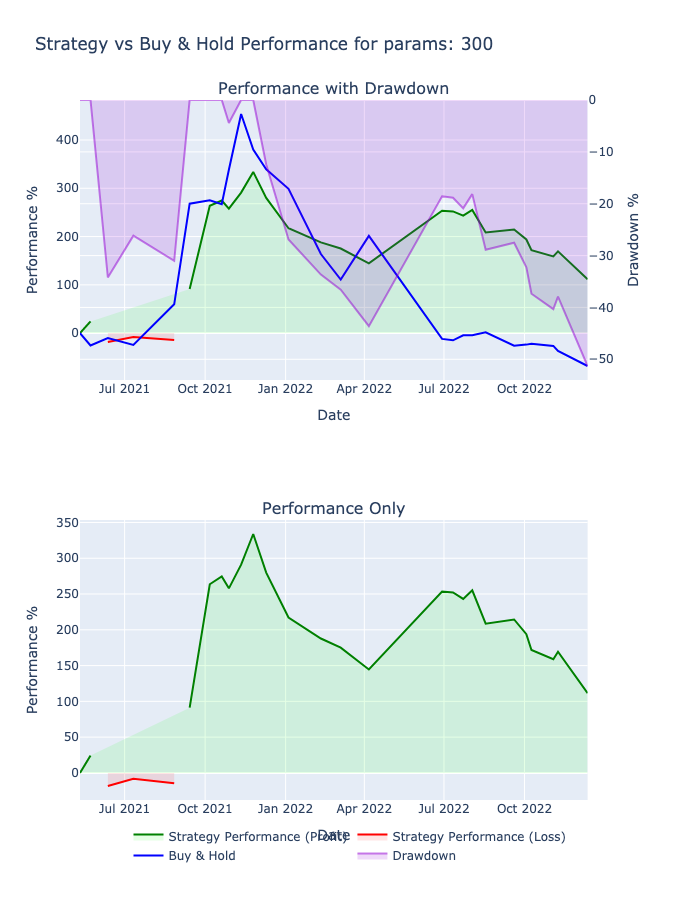 Strategy vs Buy & Hold Performance for params: 300
Performance with Drawdown
400
300
200
100
0
Performance %
0
−10
−20
−30
−40
−50
Drawdown %
Jul 2021
Oct 2021
Jan 2022
Apr 2022
Jul 2022
Oct 2022
Date
Performance Only
350
300
250
200
150
100
50
0
Performance %
Jul 2021
Oct 2021
Jan 2022
Apr 2022
Jul 2022
Oct 2022
Date
Strategy Performance (Profit)
Strategy Performance (Loss)
Buy & Hold
Drawdown